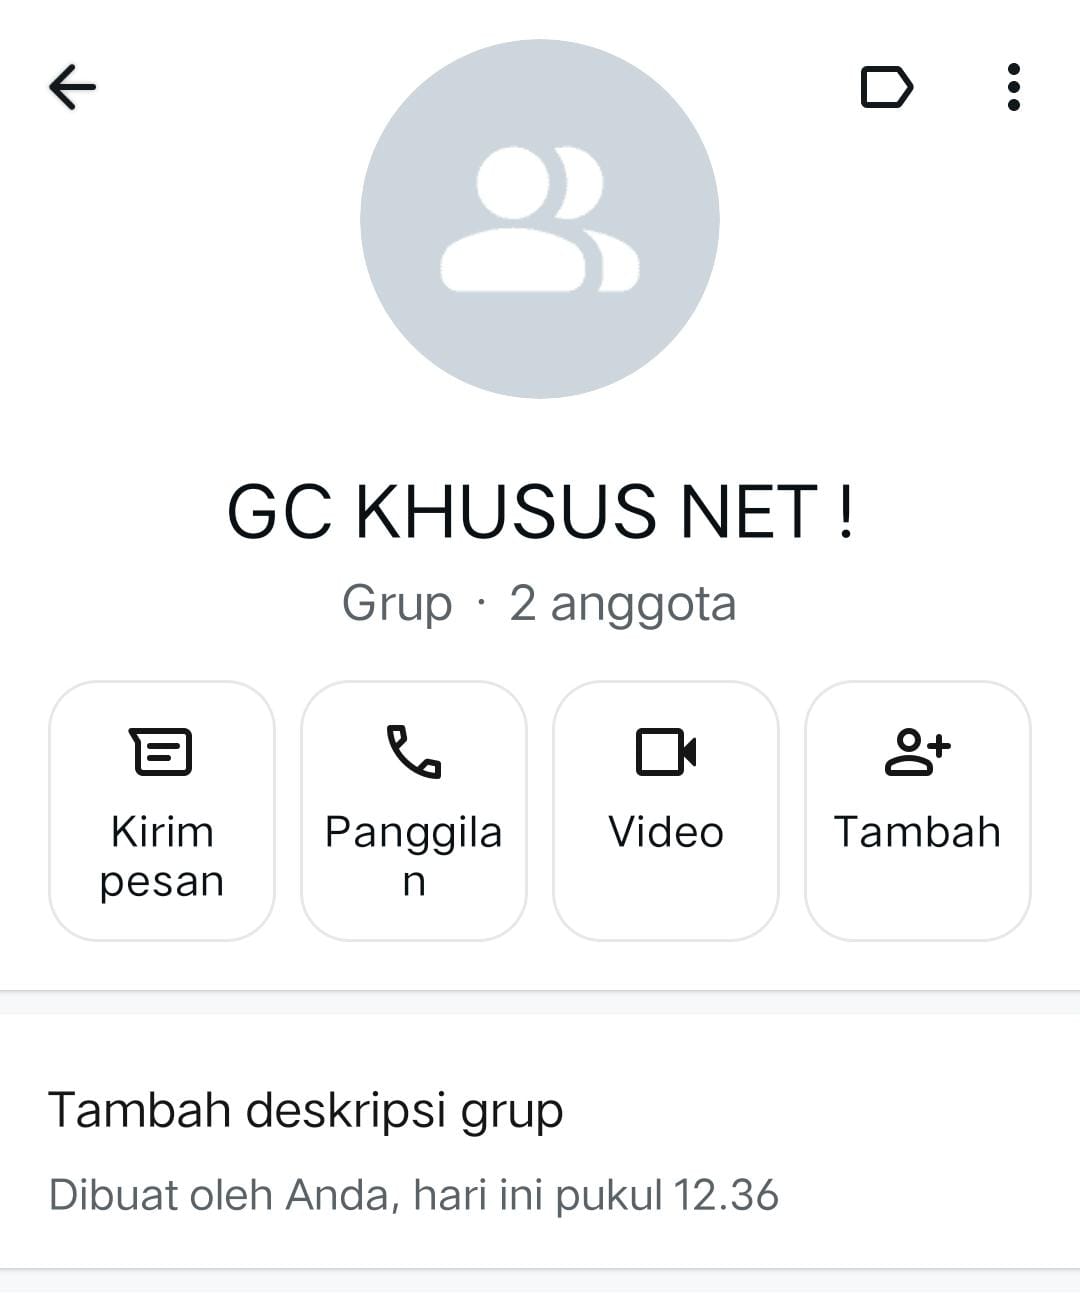 GC KHUSUS NET !
Grup · 2 anggota
Kirim
pesan
Panggila
n
Video
Tambah
Tambah deskripsi grup
Dibuat oleh Anda, hari ini pukul 12.36